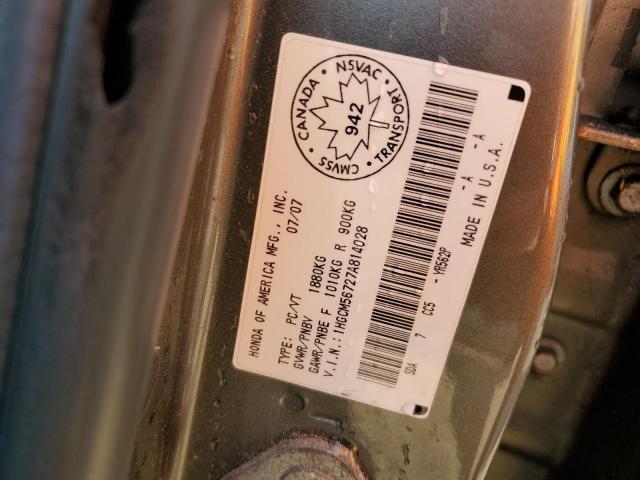 HONDA OF AMERICA MFG., INC.
07/07
CANADA · NSVAC · TRANSPORT · CMVSS
942
TYPE: PC/VT
GVWR/PNBV 1880KG
GAWR/PNBE F 1010KG R 900KG
V.I.N.:1HGCM56727A814028
SDA 7 CC5 - YR562P -A -A
MADE IN U.S.A.